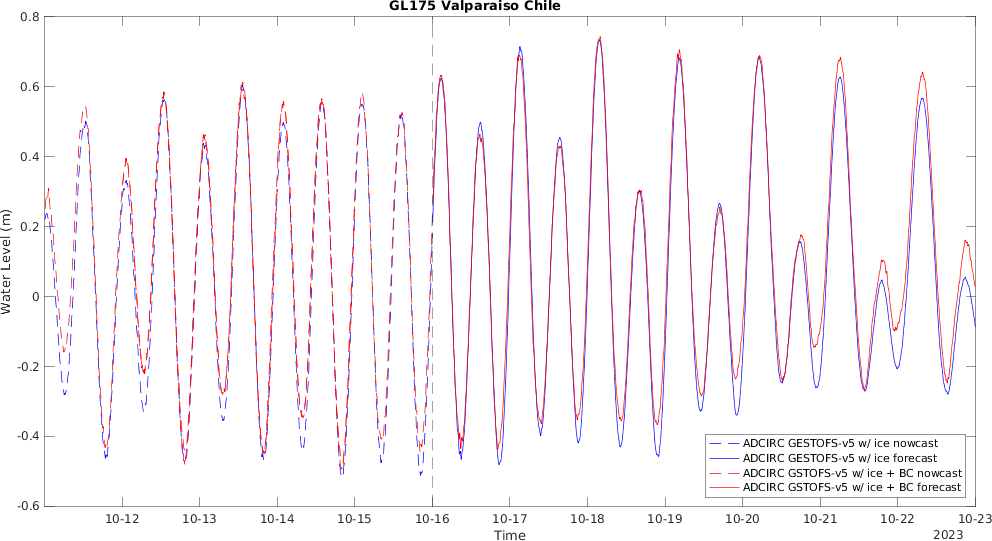 GL175 Valparaiso Chile
0.8
0.6
0.4
0.2
0
-0.2
-0.4
-0.6
Water Level (m)
ADCIRC GESTOFS-v5 w/ ice nowcast
ADCIRC GESTOFS-v5 w/ ice forecast
ADCIRC GSTOFS-v5 w/ ice + BC nowcast
ADCIRC GSTOFS-v5 w/ ice + BC forecast
10-12 10-13 10-14 10-15 10-16 10-17 10-18 10-19 10-20 10-21 10-22 10-23
Time
2023